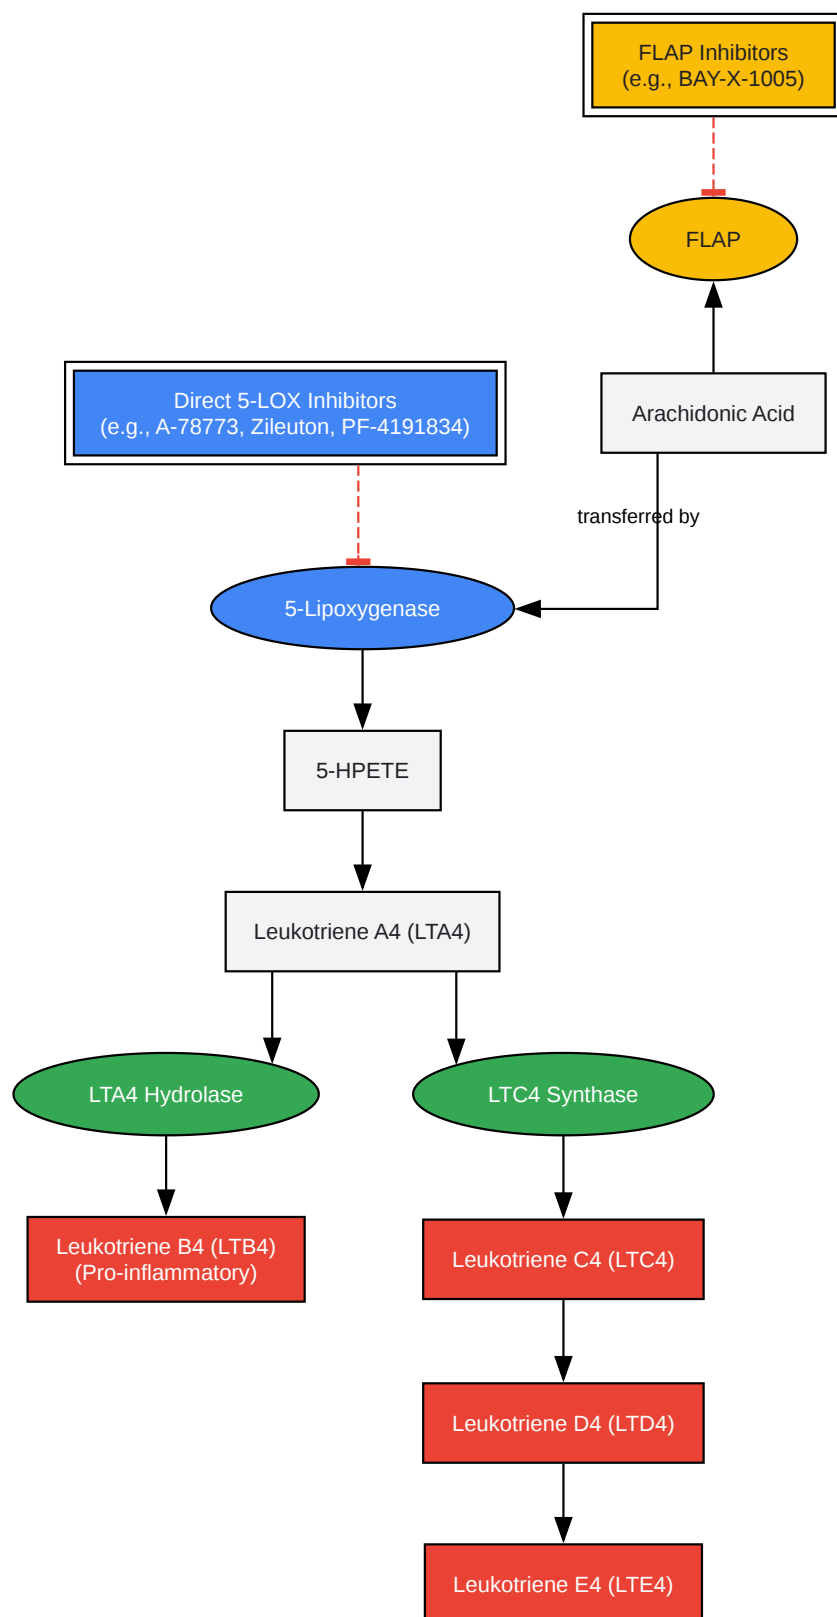 FLAP Inhibitors
(e.g., BAY-X-1005)
FLAP
Arachidonic Acid
Direct 5-LOX Inhibitors
(e.g., A-78773, Zileuton, PF-4191834)
transferred by
5-Lipoxygenase
5-HPETE
Leukotriene A4 (LTA4)
LTA4 Hydrolase
LTC4 Synthase
Leukotriene B4 (LTB4)
(Pro-inflammatory)
Leukotriene C4 (LTC4)
Leukotriene D4 (LTD4)
Leukotriene E4 (LTE4)